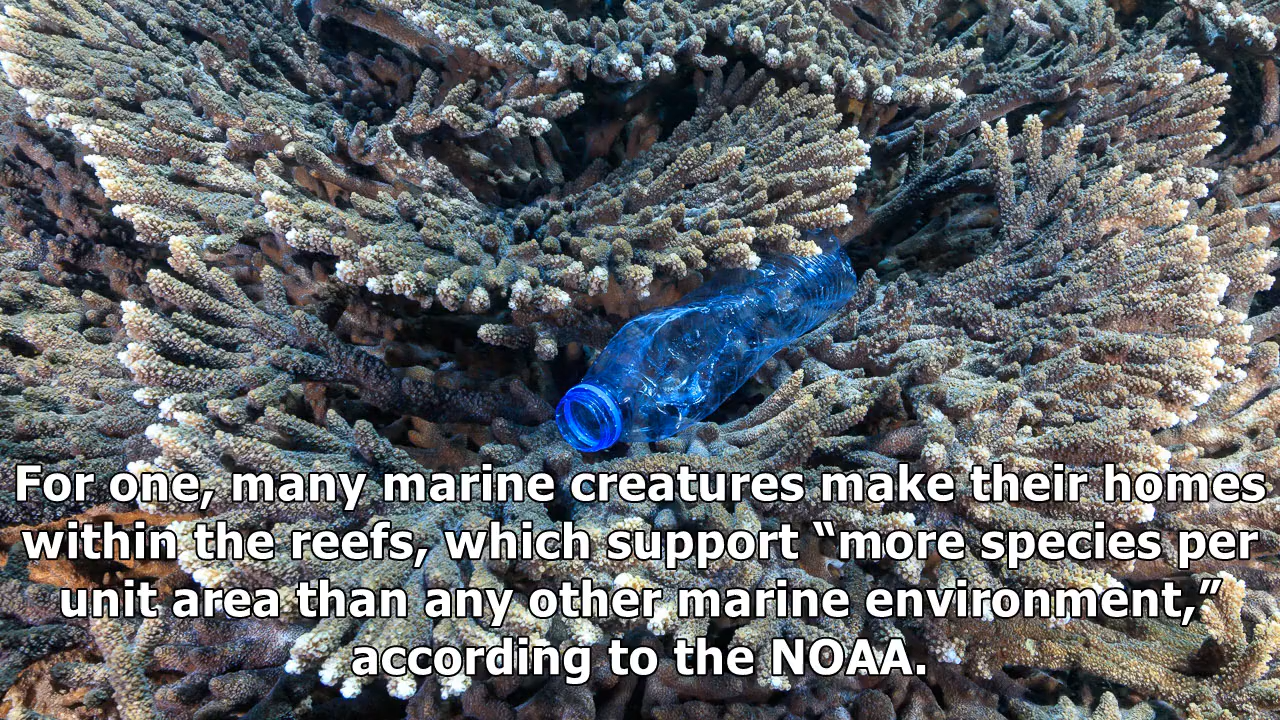 For one, many marine creatures make their homes
within the reefs, which support “more species per
unit area than any other marine environment,”
according to the NOAA.